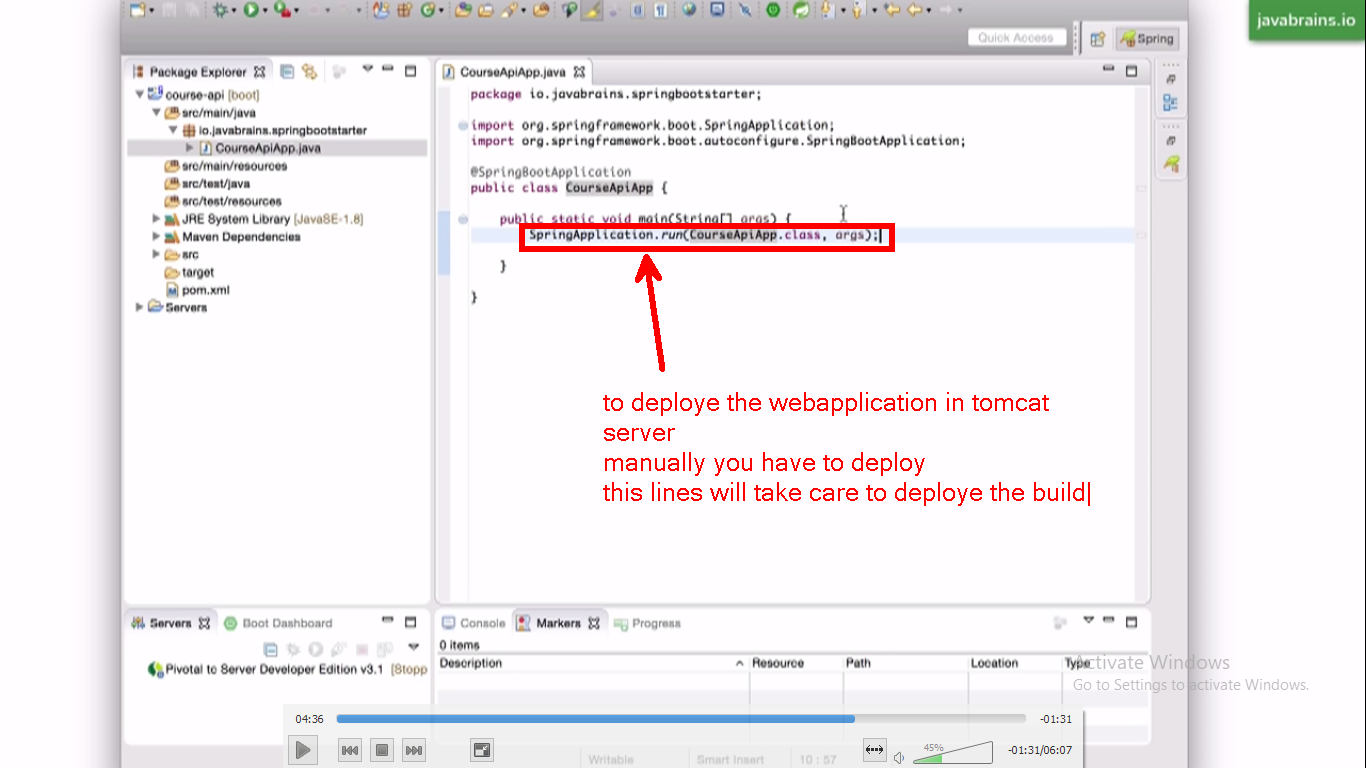 javabrains.io
Quick Access
Spring
Package Explorer
course-api [boot]
src/main/java
io.javabrains.springbootstarter
CourseApiApp.java
src/main/resources
src/test/java
src/test/resources
JRE System Library [JavaSE-1.8]
Maven Dependencies
src
target
pom.xml
Servers
CourseApiApp.java
package io.javabrains.springbootstarter;
import org.springframework.boot.SpringApplication;
import org.springframework.boot.autoconfigure.SpringBootApplication;
@SpringBootApplication
public class CourseApiApp {
public static void main(String[] args) {
SpringApplication.run(CourseApiApp.class, args);
}
}
to deploye the webapplication in tomcat
server
manually you have to deploy
this lines will take care to deploye the build
Servers Boot Dashboard
Pivotal tc Server Developer Edition v3.1 [Stopp
Console Markers Progress
0 items
Description Resource Path Location Type
Activate Windows
Go to Settings to activate Windows.
04:36 -01:31
45% -01:31/06:07
Writable Smart Insert 10 : 57